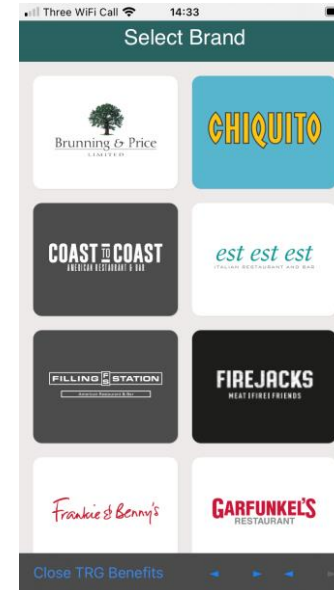 Three WiFi Call 14:33
Select Brand
Brunning & Price
LIMITED
CHIQUITO
COAST TO COAST
AMERICAN RESTAURANT & BAR
est est est
ITALIAN RESTAURANT AND BAR
FILLING FS STATION
American Restaurant & Bar
FIREJACKS
MEAT | FIRE | FRIENDS
Frankie & Benny's
GARFUNKEL'S
RESTAURANT
Close TRG Benefits